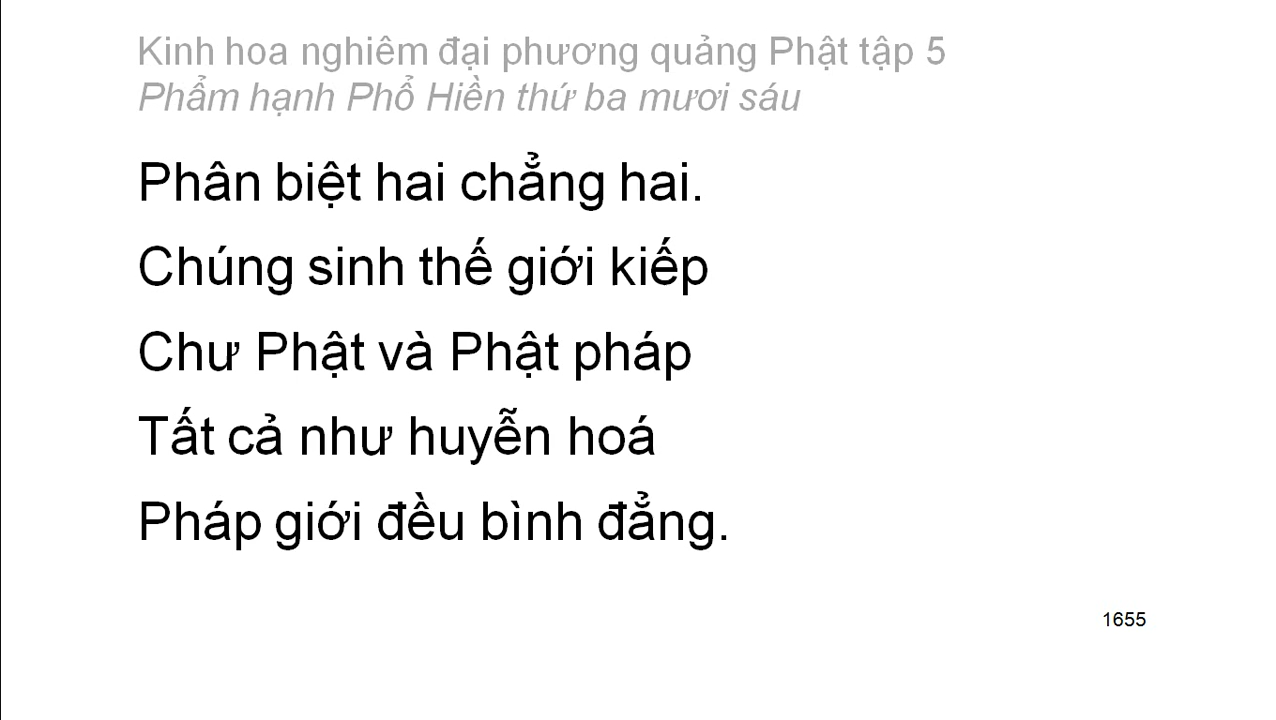 Kinh hoa nghiêm đại phương quảng Phật tập 5
Phẩm hạnh Phổ Hiền thứ ba mươi sáu
Phân biệt hai chẳng hai.
Chúng sinh thế giới kiếp
Chư Phật và Phật pháp
Tất cả như huyễn hoá
Pháp giới đều bình đẳng.
1655